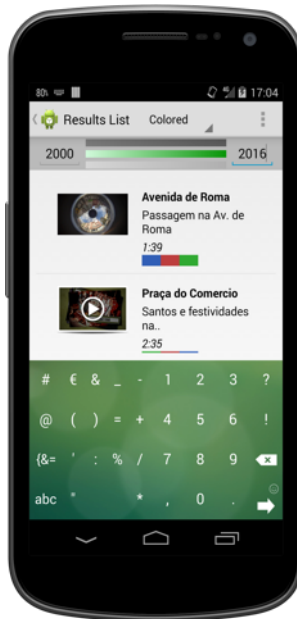 80% 17:04
Results List Colored
2000 2016
Avenida de Roma
Passagem na Av. de
Roma
1:39
Praça do Comercio
Santos e festividades
na..
2:35
# € & _ - 1 2 3 ?
@ ( ) = + 4 5 6 !
{&= ' : % / 7 8 9
abc " * , 0 .